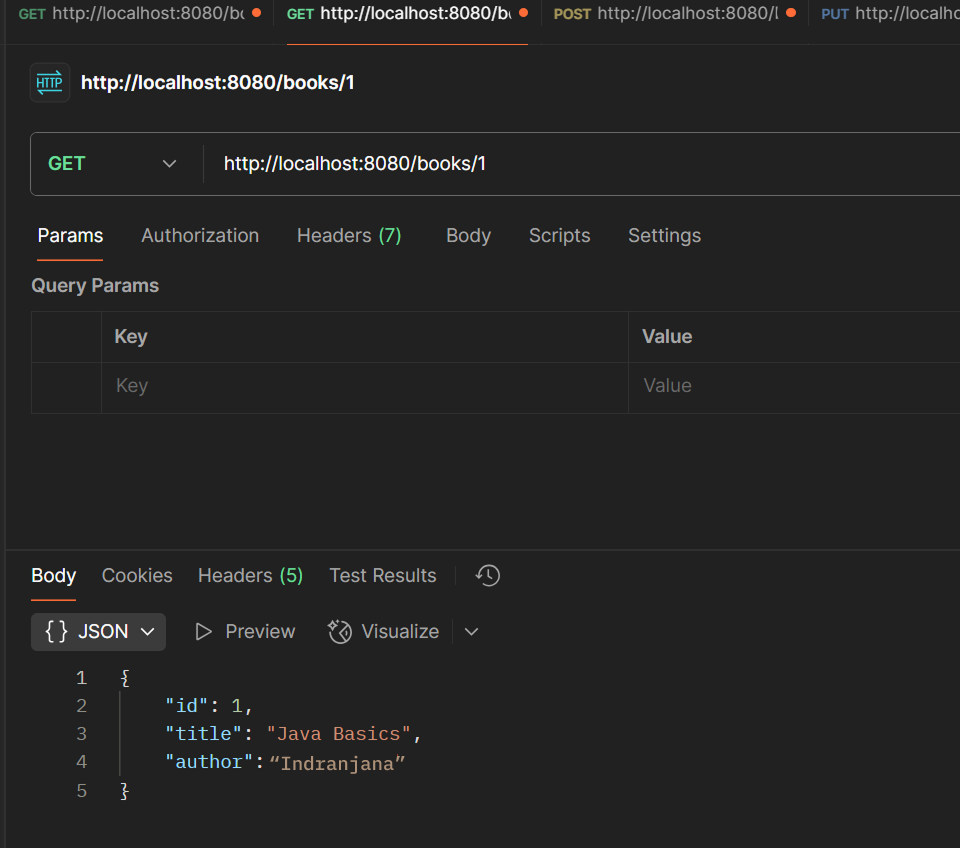 GET http://localhost:8080/bo
GET http://localhost:8080/bo
POST http://localhost:8080/l
PUT http://localho
HTTP http://localhost:8080/books/1
GET http://localhost:8080/books/1
Params Authorization Headers (7) Body Scripts Settings
Query Params
Key Value
Key Value
Body Cookies Headers (5) Test Results
{ } JSON Preview Visualize
1 {
2 "id": 1,
3 "title": "Java Basics",
4 "author": “Indranjana”
5 }